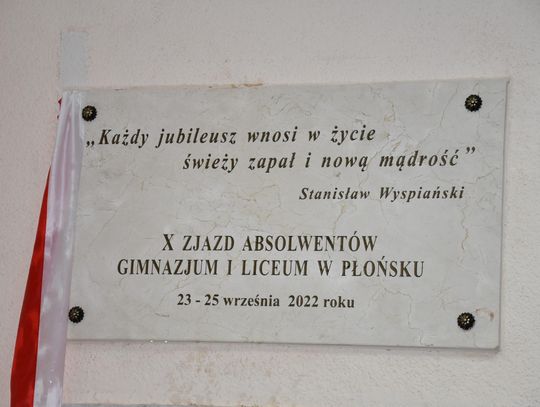 „Każdy jubileusz wnosi w życie
świeży zapał i nową mądrość”
Stanisław Wyspiański
X ZJAZD ABSOLWENTÓW
GIMNAZJUM I LICEUM W PŁOŃSKU
23 - 25 września 2022 roku